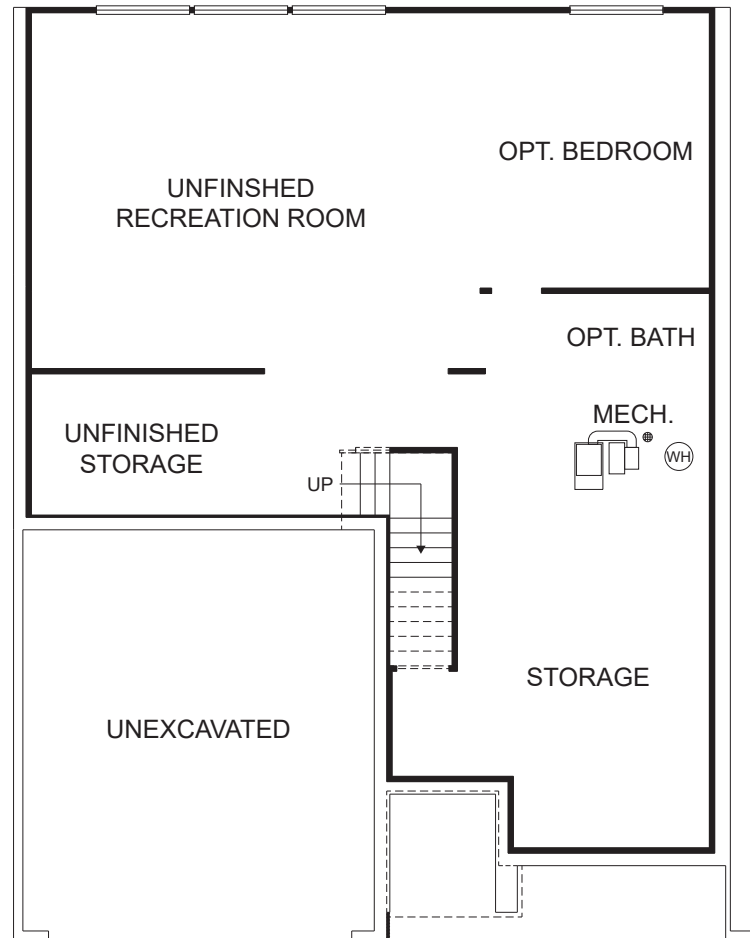 OPT. BEDROOM
UNFINSHED
RECREATION ROOM
OPT. BATH
MECH.
WH
UNFINISHED
STORAGE
UP
STORAGE
UNEXCAVATED